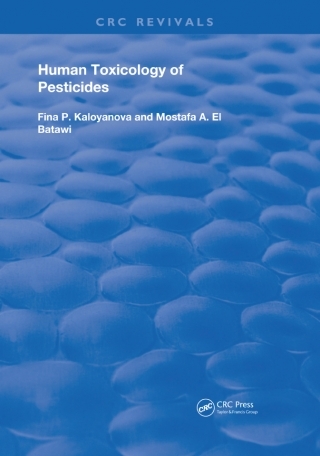 CRC REVIVALS
Human Toxicology of
Pesticides
Fina P. Kaloyanova and Mostafa A. El
Batawi
CRC
CRC Press
Taylor & Francis Group